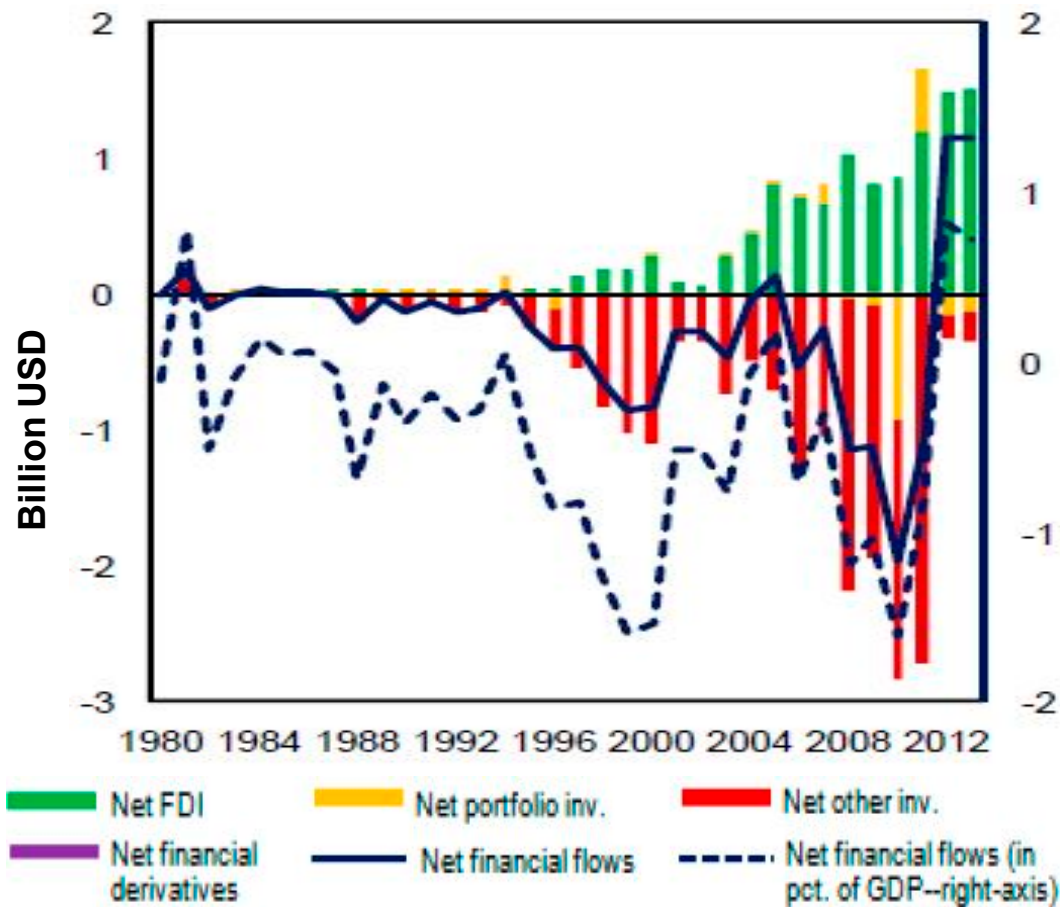 2 2
1 1
0 0
-1 -1
-2
-3 -2
Billion USD
1980 1984 1988 1992 1996 2000 2004 2008 2012
Net FDI Net portfolio inv. Net other inv.
Net financial Net financial flows Net financial flows (in
derivatives pct. of GDP--right-axis)